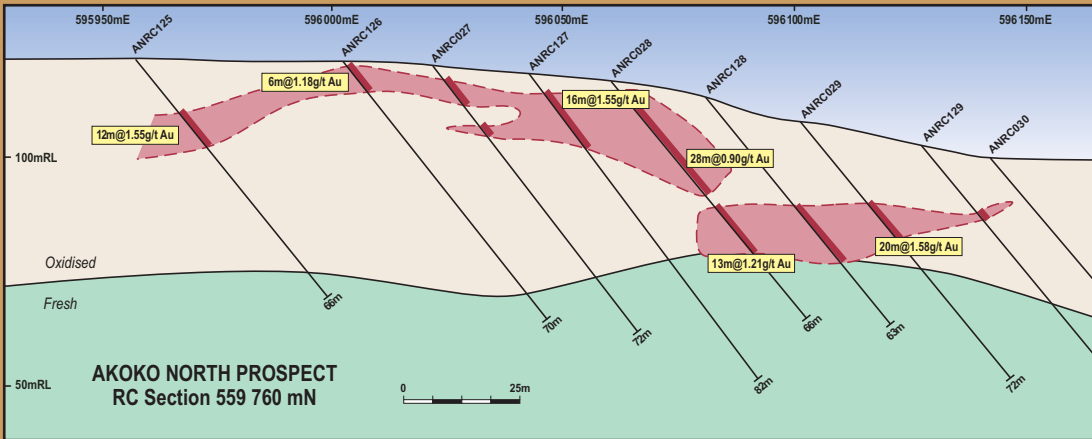 595950mE
596000mE
596050mE
596100mE
596150mE
ANRC125
ANRC126
ANRC027
ANRC127
ANRC028
ANRC128
ANRC029
ANRC129
ANRC030
6m@1.18g/t Au
16m@1.55g/t Au
12m@1.55g/t Au
28m@0.90g/t Au
100mRL
20m@1.58g/t Au
13m@1.21g/t Au
Oxidised
Fresh
66m
70m
72m
82m
66m
63m
72m
50mRL
AKOKO NORTH PROSPECT
RC Section 559 760 mN
0
25m